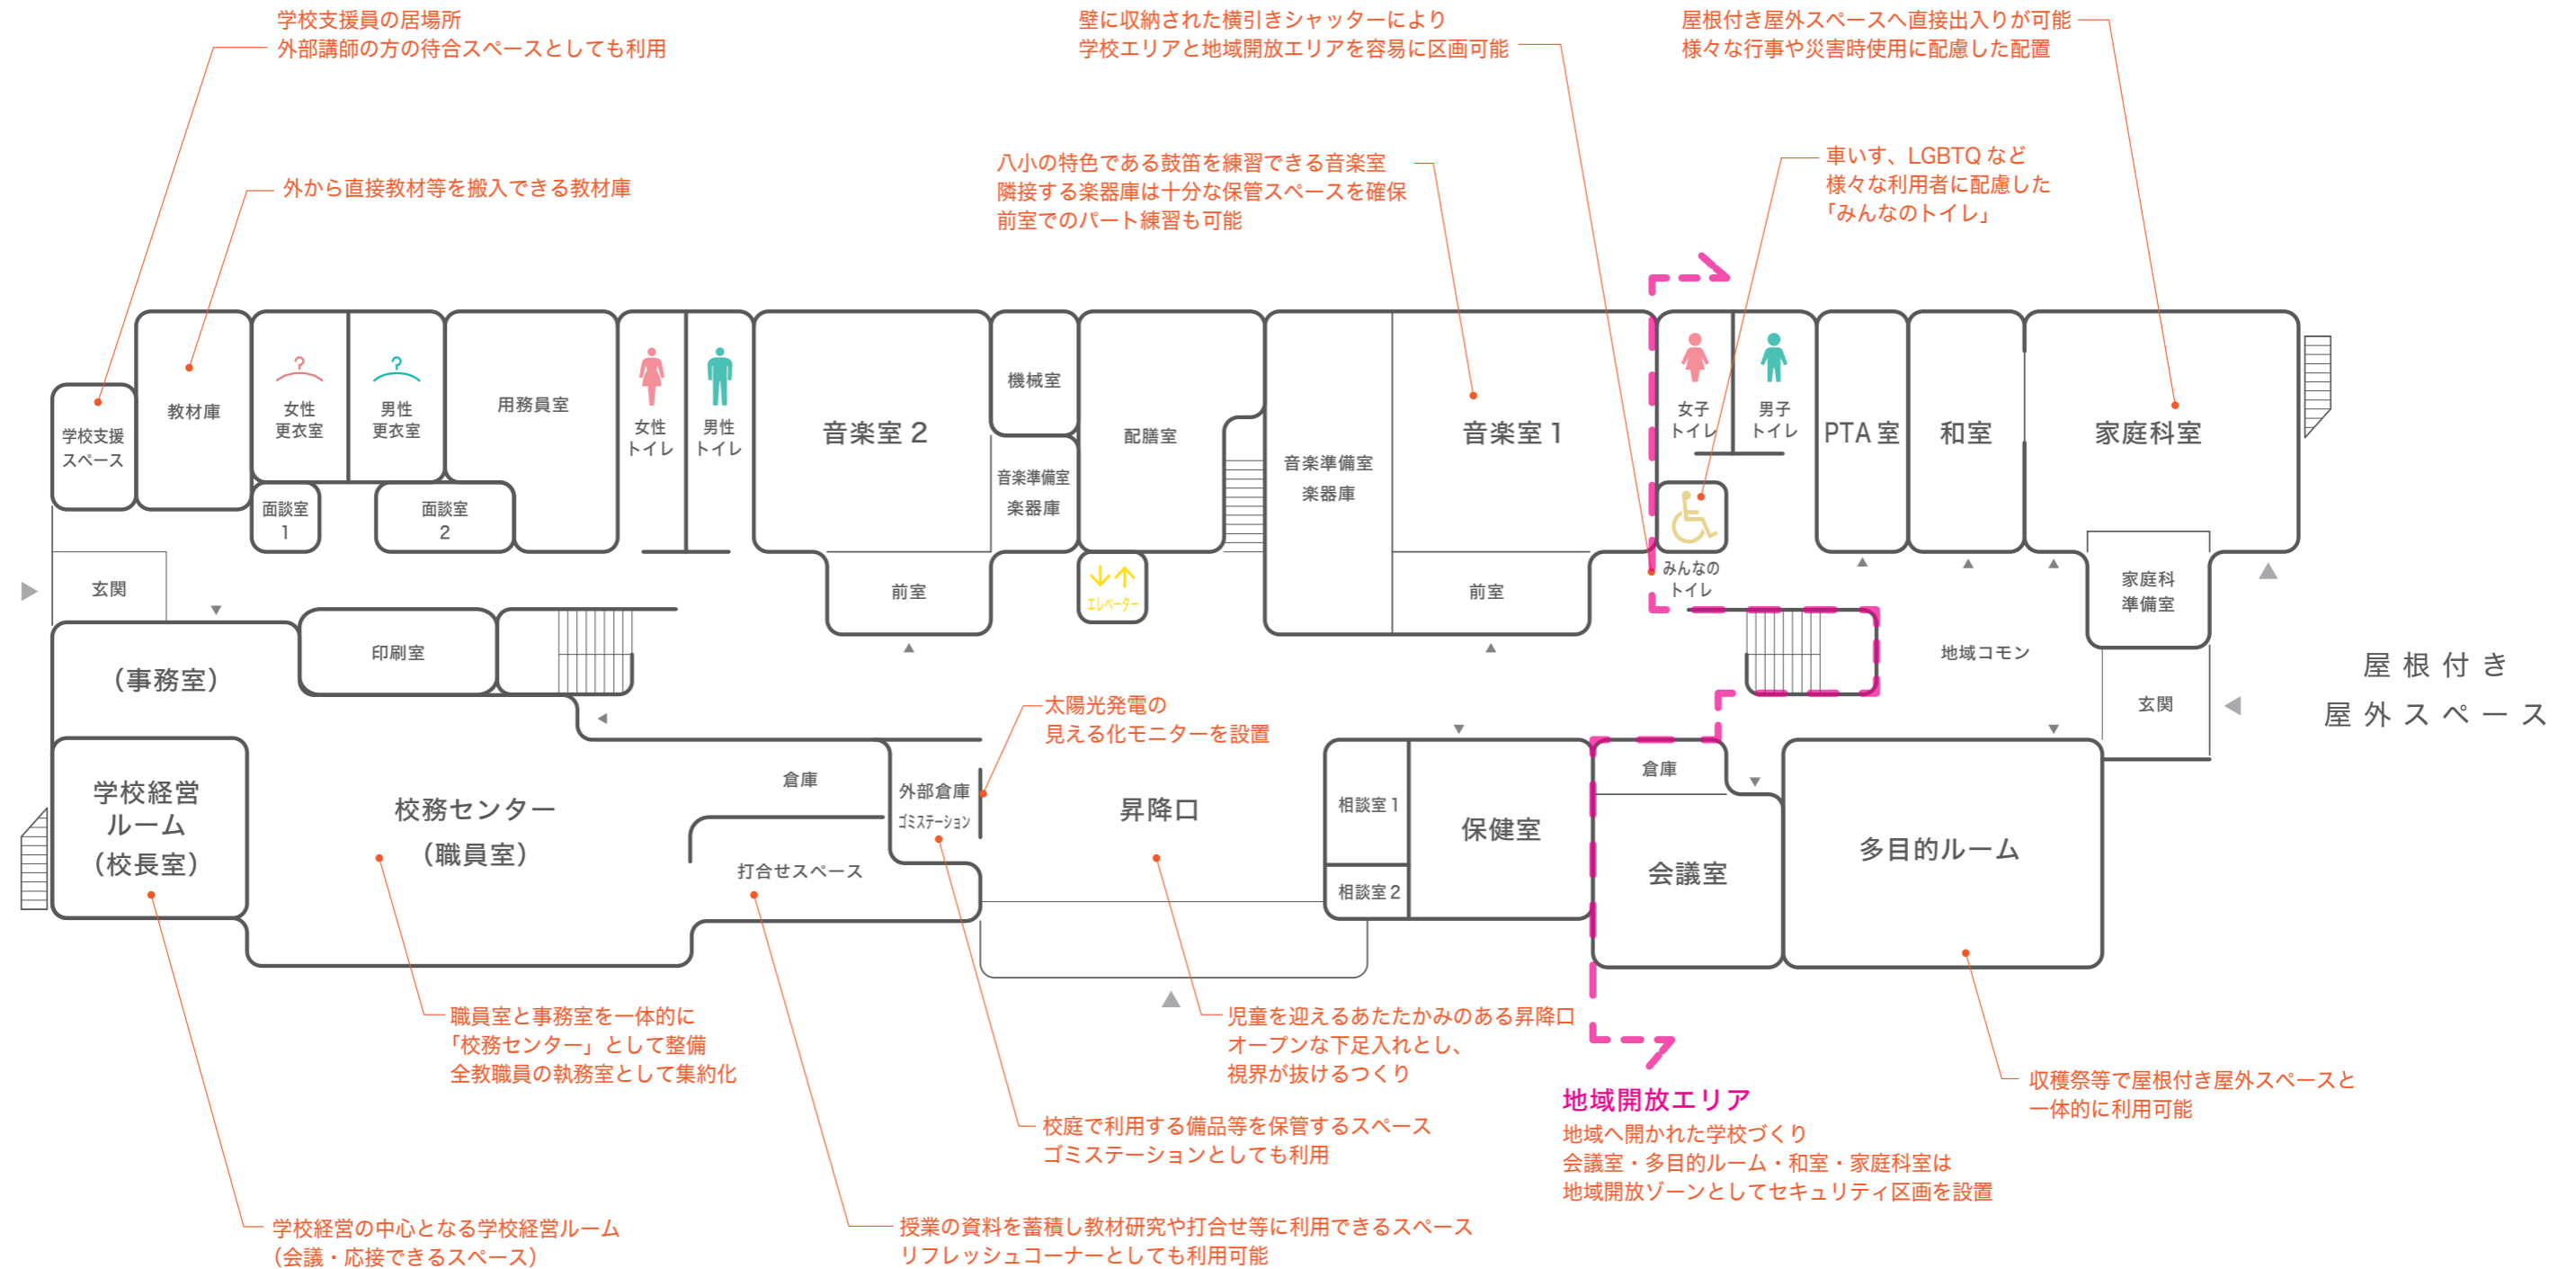 学校支援員の居場所
外部講師の方の待合スペースとしても利用
壁に収納された横引きシャッターにより
学校エリアと地域開放エリアを容易に区画可能
屋根付き屋外スペースへ直接出入りが可能
様々な行事や災害時使用に配慮した配置
外から直接教材等を搬入できる教材庫
八小の特色である鼓笛を練習できる音楽室
隣接する楽器庫は十分な保管スペースを確保
前室でのパート練習も可能
車いす、LGBTQ など
様々な利用者に配慮した
「みんなのトイレ」
学校支援
スペース
教材庫
女性
更衣室
男性
更衣室
用務員室
女性
トイレ
男性
トイレ
音楽室 2
機械室
音楽準備室
楽器庫
配膳室
音楽準備室
楽器庫
音楽室 1
女子
トイレ
男子
トイレ
PTA 室
和室
家庭科室
面談室
1
面談室
2
玄関
前室
エレベーター
前室
みんなの
トイレ
家庭科
準備室
(事務室)
印刷室
地域コモン
玄関
屋根付き
屋外スペース
太陽光発電の
見える化モニターを設置
学校経営
ルーム
(校長室)
校務センター
(職員室)
倉庫
外部倉庫
ゴミステーション
打合せスペース
昇降口
相談室 1
相談室 2
保健室
倉庫
会議室
多目的ルーム
職員室と事務室を一体的に
「校務センター」として整備
全教職員の執務室として集約化
児童を迎えるあたたかみのある昇降口
オープンな下足入れとし、
視界が抜けるつくり
校庭で利用する備品等を保管するスペース
ゴミステーションとしても利用
地域開放エリア
地域へ開かれた学校づくり
会議室・多目的ルーム・和室・家庭科室は
地域開放ゾーンとしてセキュリティ区画を設置
収穫祭等で屋根付き屋外スペースと
一体的に利用可能
学校経営の中心となる学校経営ルーム
(会議・応接できるスペース)
授業の資料を蓄積し教材研究や打合せ等に利用できるスペース
リフレッシュコーナーとしても利用可能